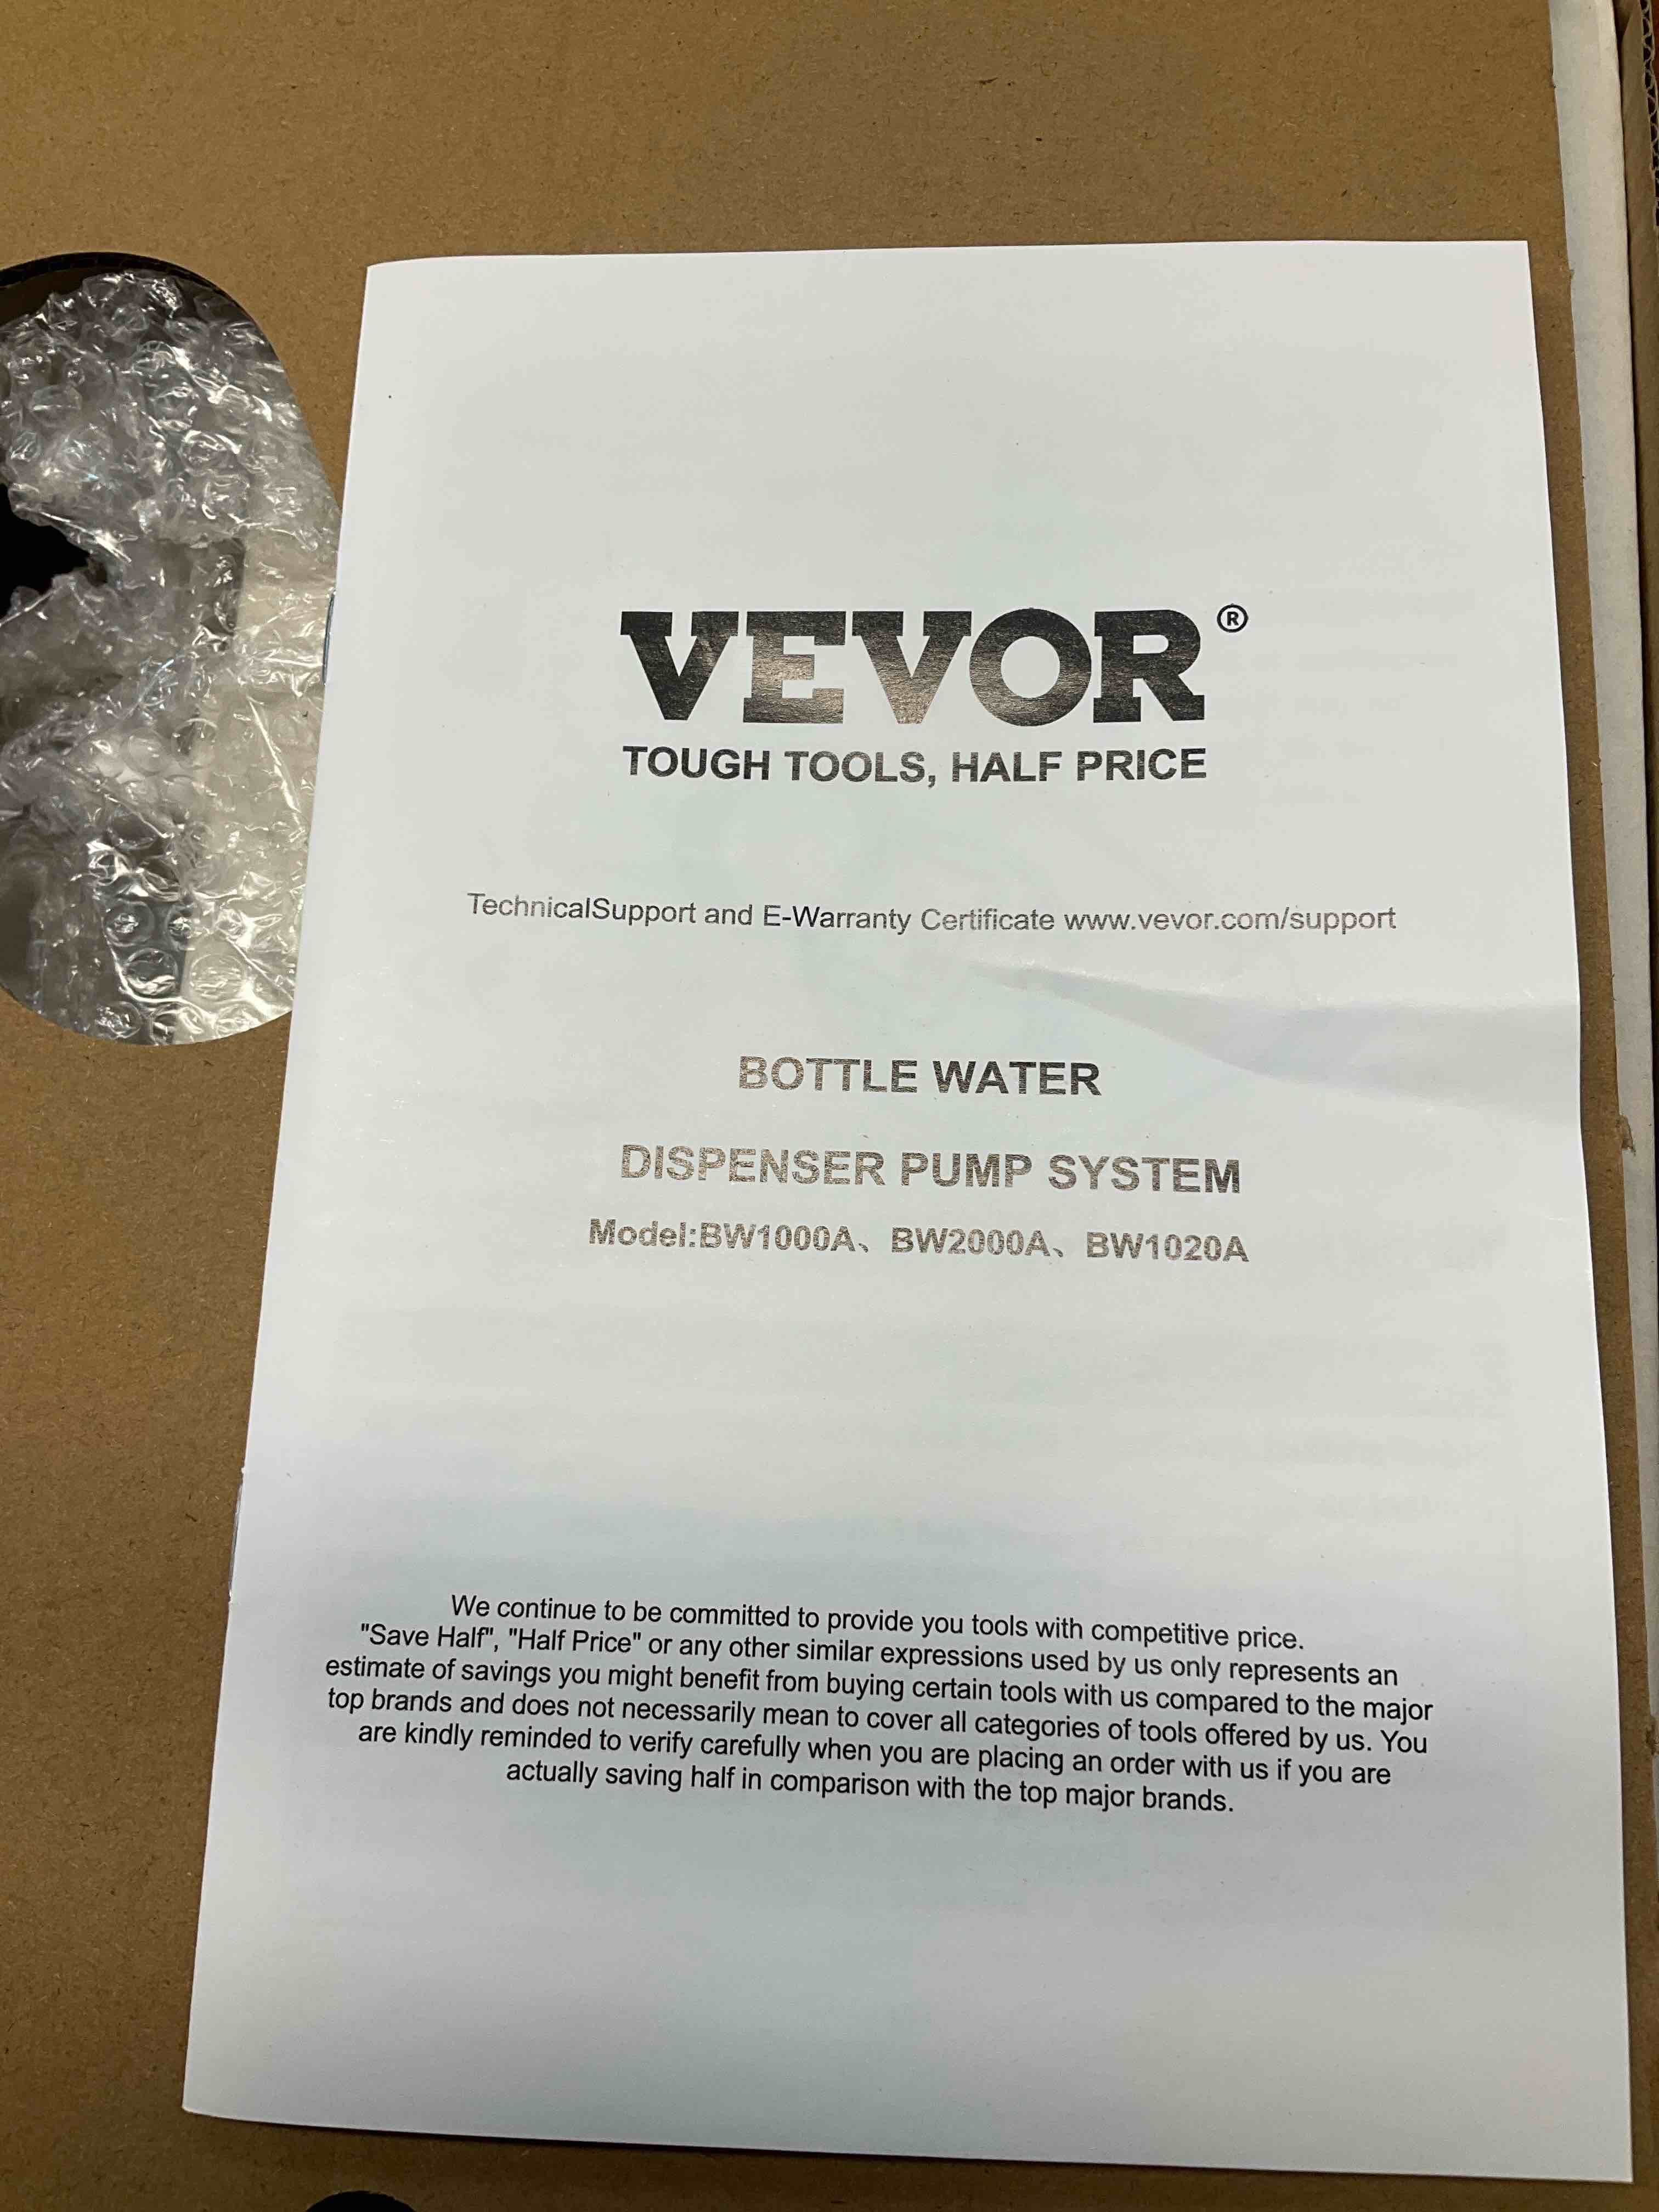 VEVOR®
TOUGH TOOLS, HALF PRICE
TechnicalSupport and E-Warranty Certificate www.vevor.com/support
BOTTLE WATER
DISPENSER PUMP SYSTEM
Model:BW1000A、BW2000A、BW1020A
We continue to be committed to provide you tools with competitive price.
"Save Half", "Half Price" or any other similar expressions used by us only represents an
estimate of savings you might benefit from buying certain tools with us compared to the major
top brands and does not necessarily mean to cover all categories of tools offered by us. You
are kindly reminded to verify carefully when you are placing an order with us if you are
actually saving half in comparison with the top major brands.